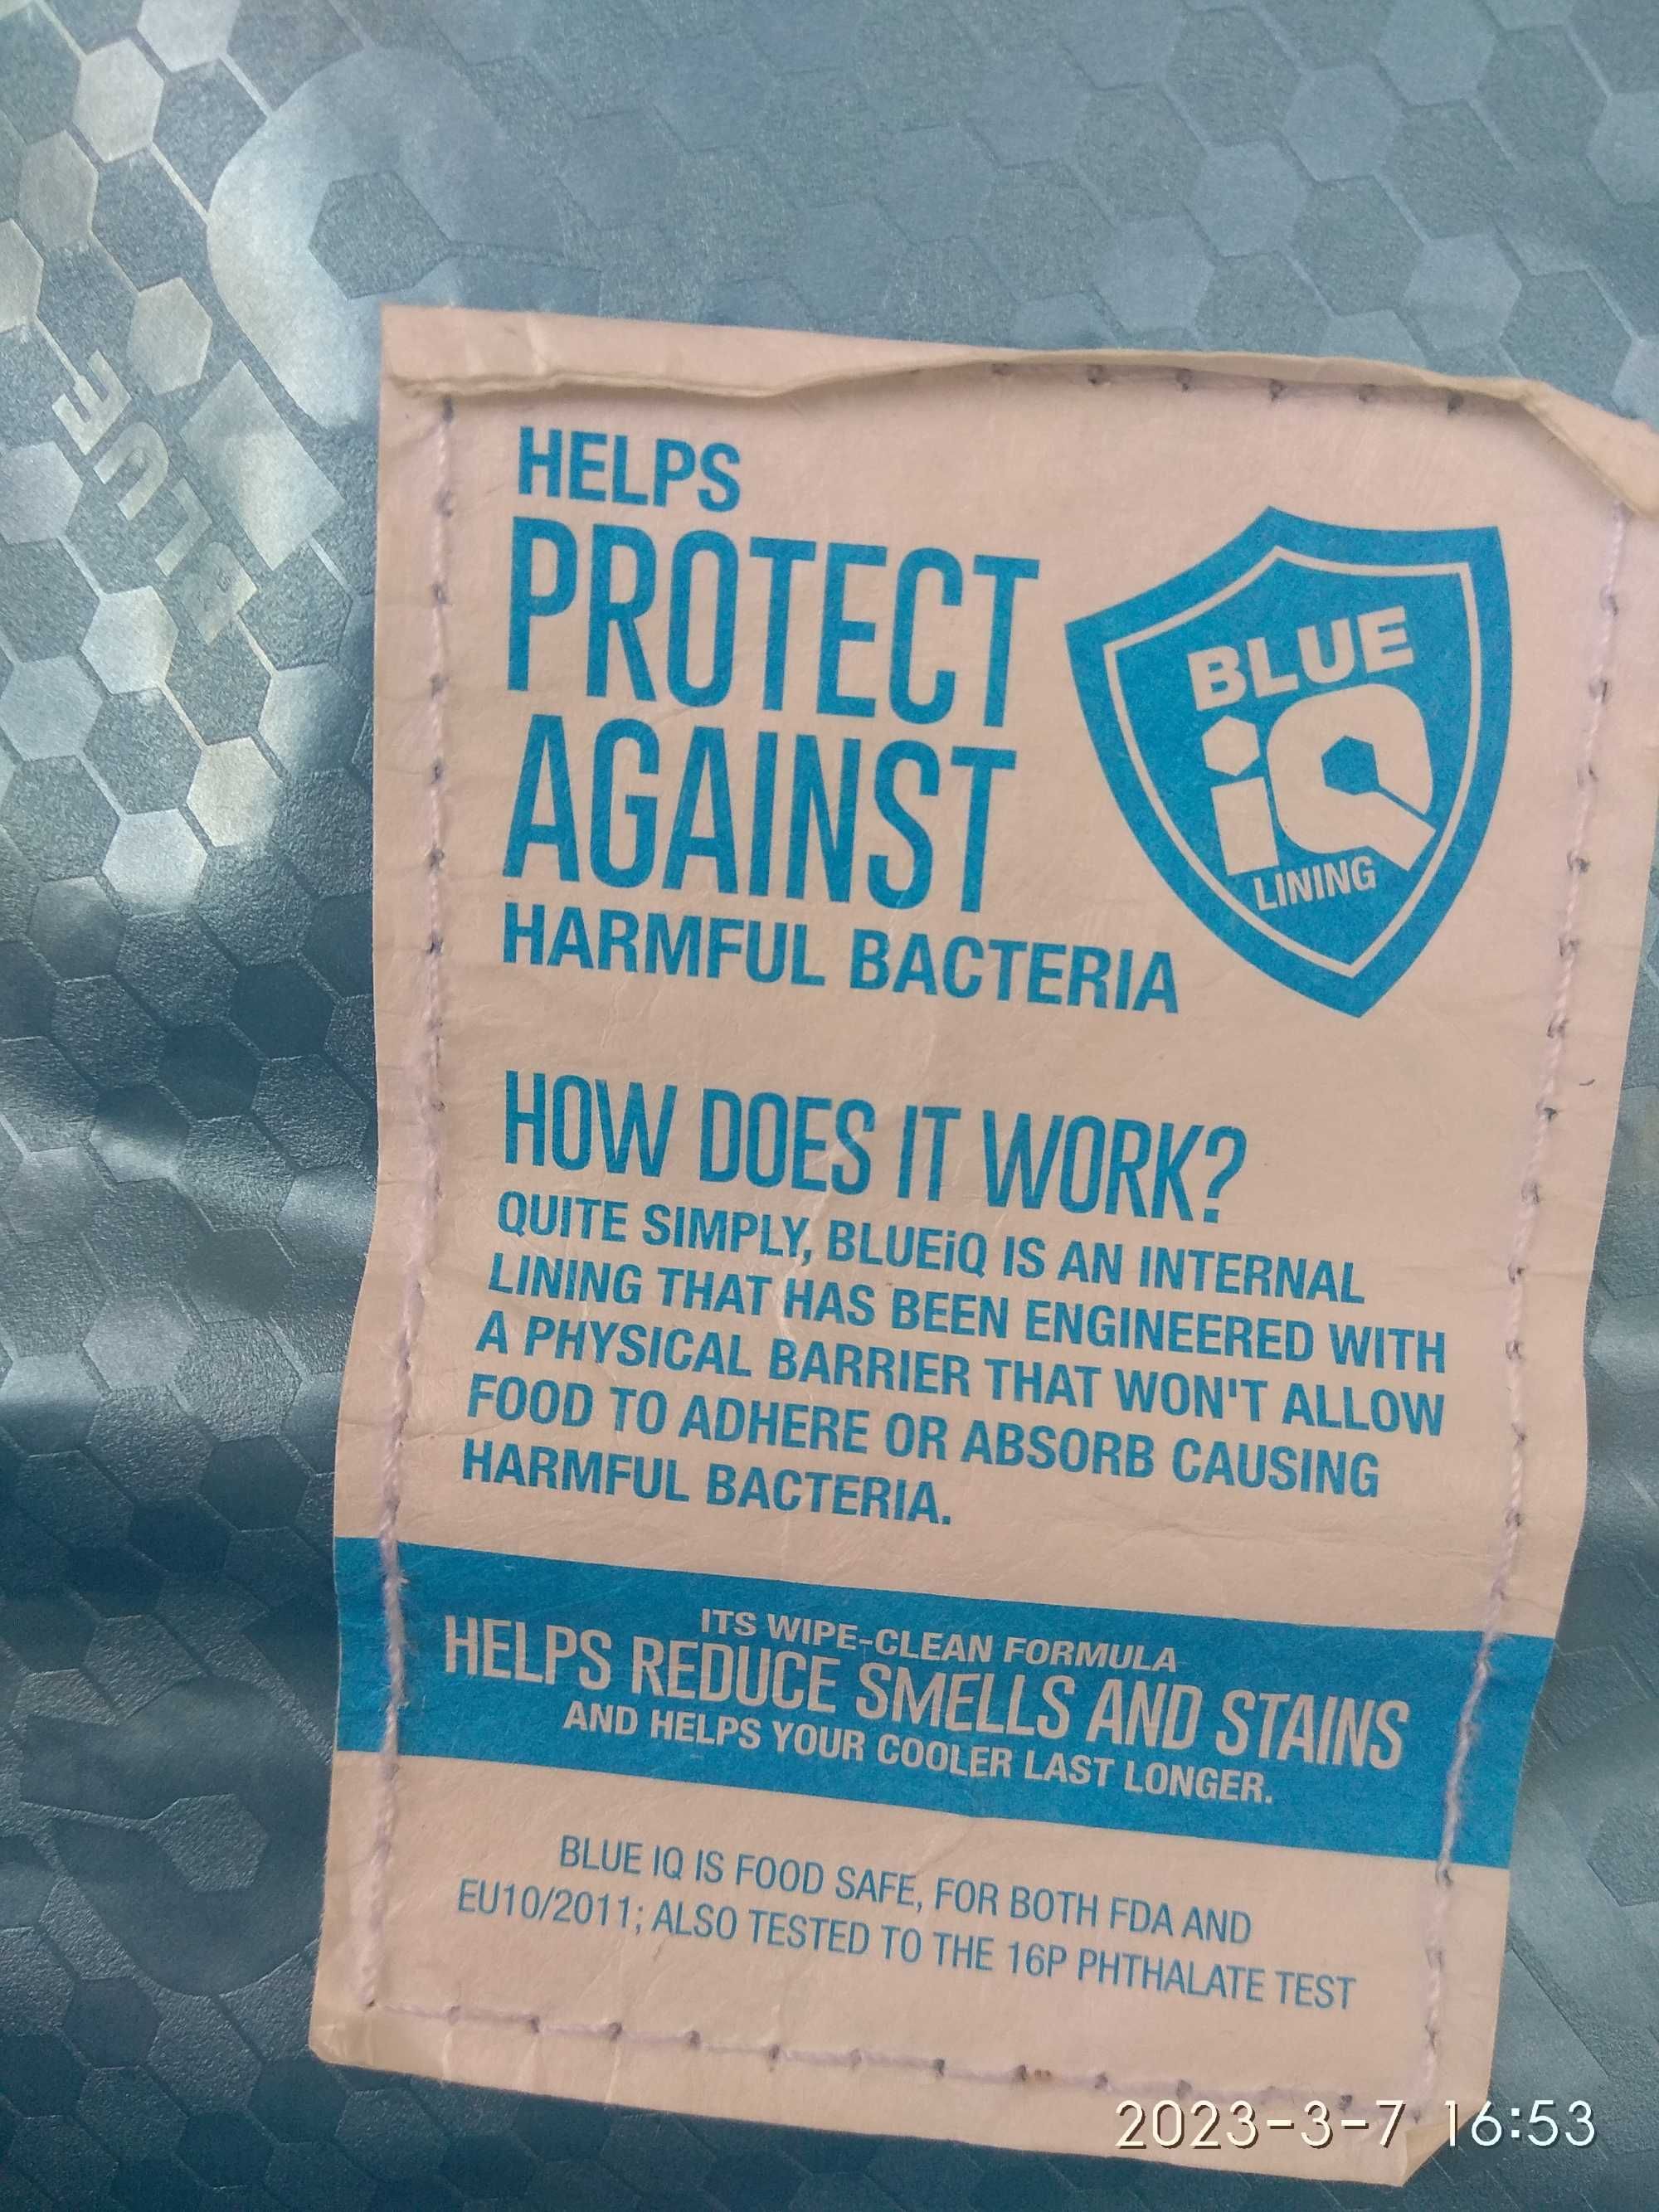 HELPS
PROTECT
AGAINST
HARMFUL BACTERIA
BLUE
iQ
LINING
HOW DOES IT WORK?
QUITE SIMPLY, BLUEiQ IS AN INTERNAL
LINING THAT HAS BEEN ENGINEERED WITH
A PHYSICAL BARRIER THAT WON'T ALLOW
FOOD TO ADHERE OR ABSORB CAUSING
HARMFUL BACTERIA.
ITS WIPE-CLEAN FORMULA
HELPS REDUCE SMELLS AND STAINS
AND HELPS YOUR COOLER LAST LONGER.
BLUE IQ IS FOOD SAFE, FOR BOTH FDA AND
EU10/2011; ALSO TESTED TO THE 16P PHTHALATE TEST
2023-3-7 16:53
BLUE